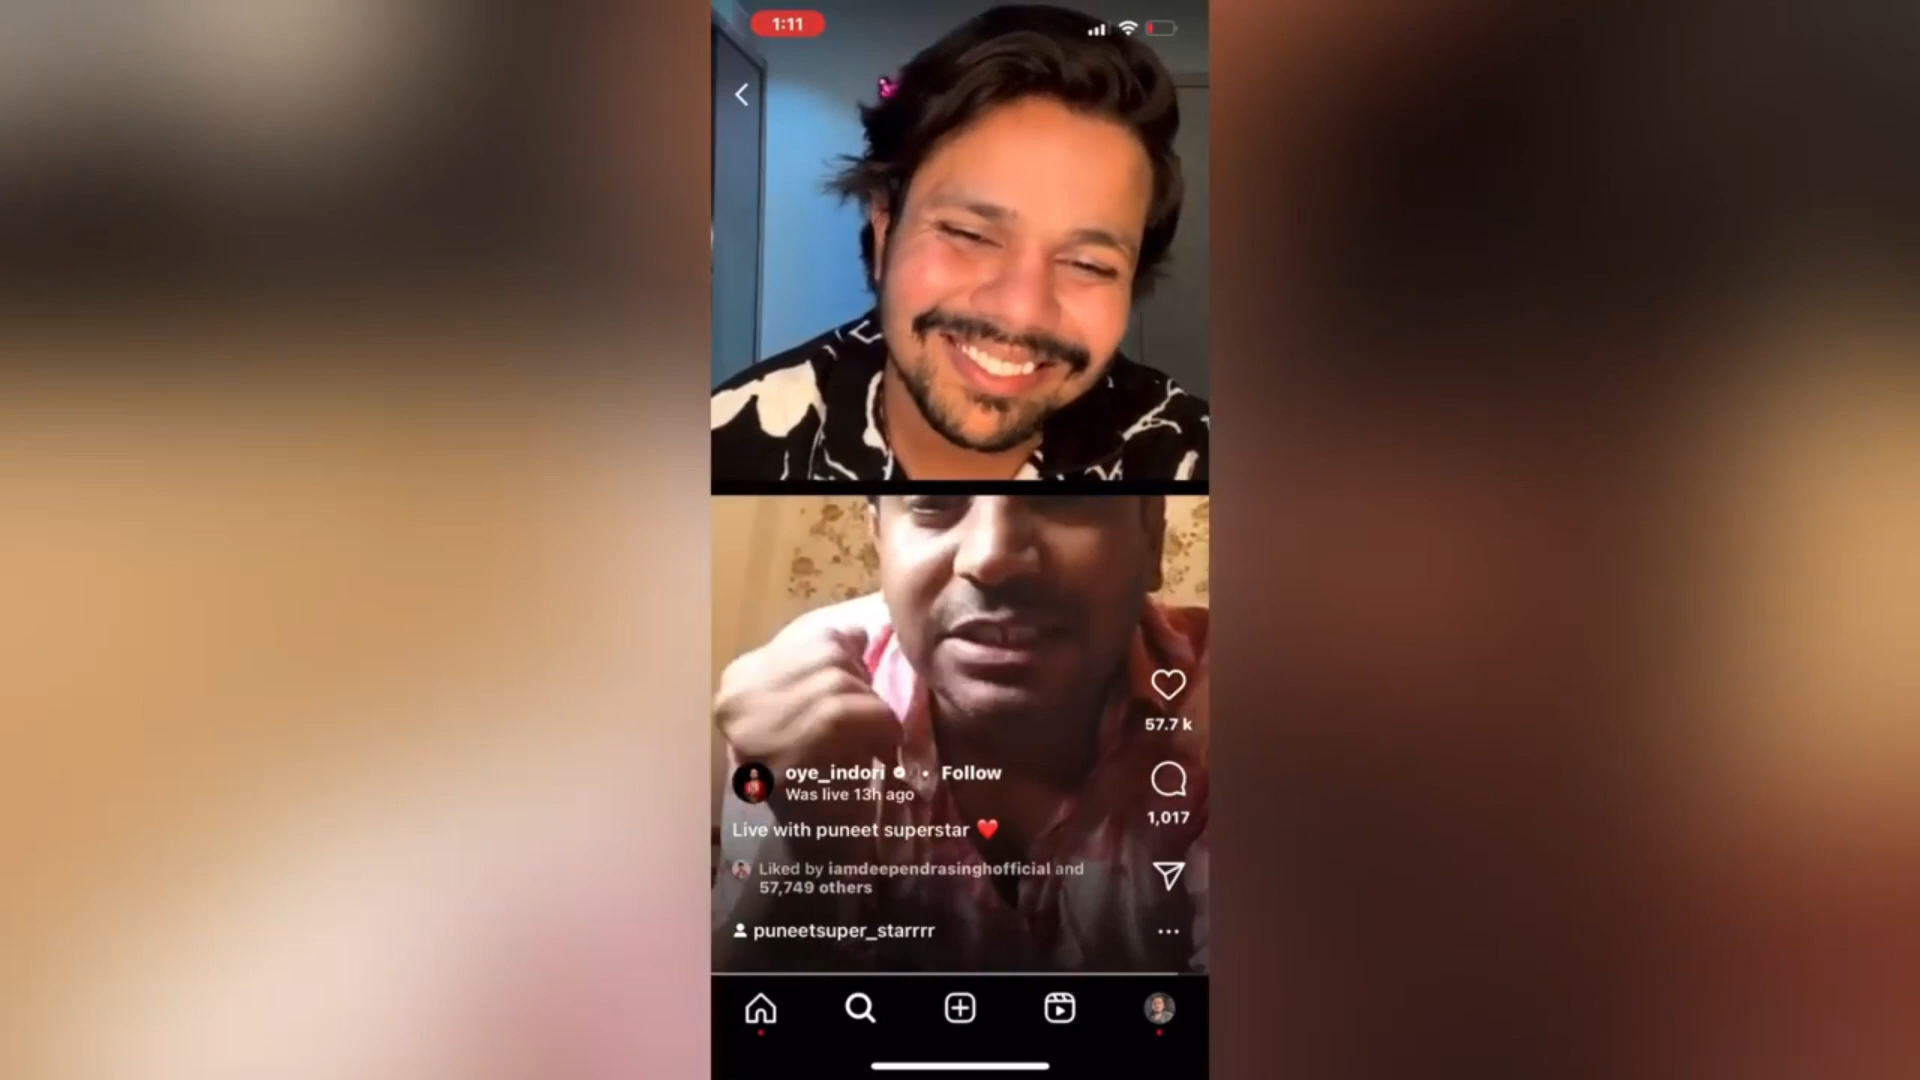 1:11
57.7 k
oye_indori • Follow
Was live 13h ago
1,017
Live with puneet superstar ❤️
Liked by iamdeependrasinghofficial and
57,749 others
puneetsuper_starrrr